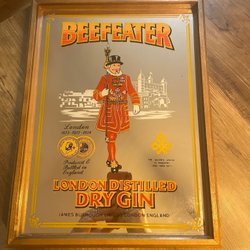 BEEFEATER
London
Produced &
Bottled in
England
LONDON DISTILLED
DRY GIN
JAMES BURROUGH LONDON ENGLAND